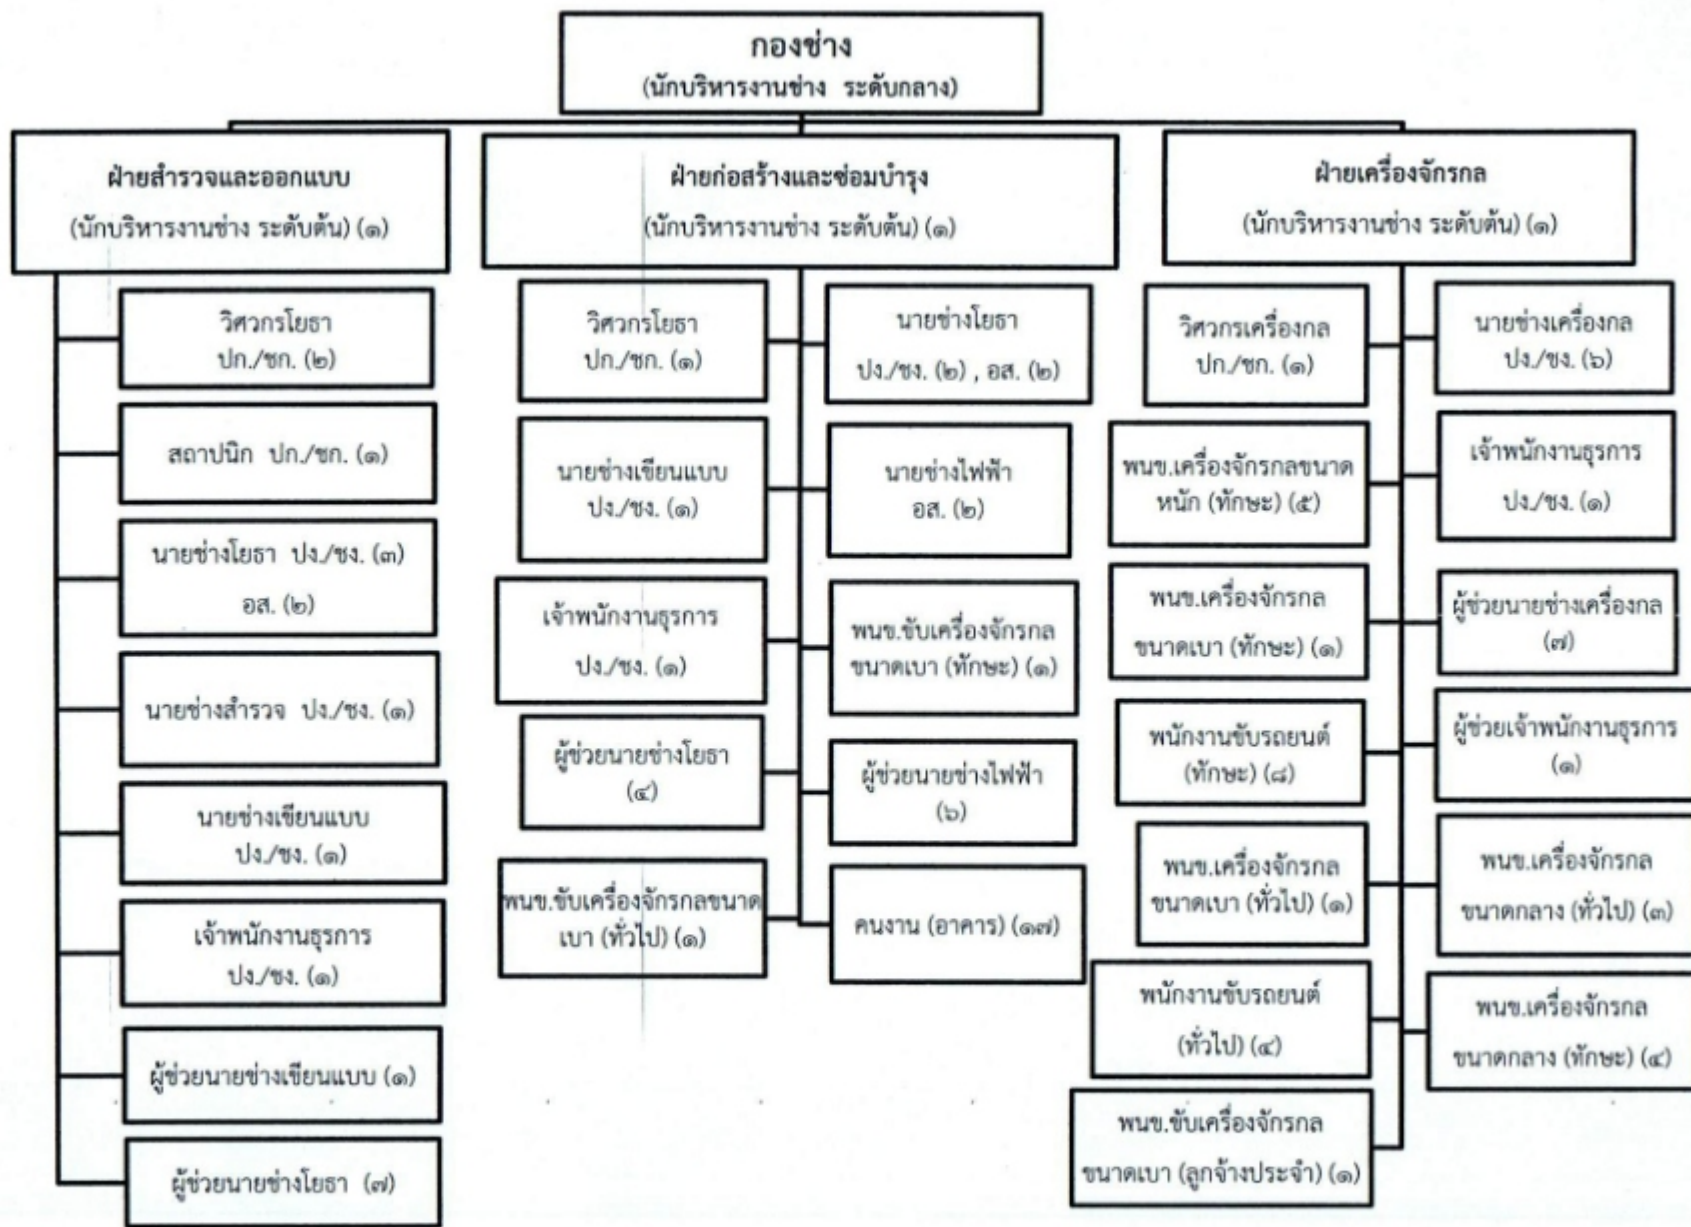 กองช่าง
(นักบริหารงานช่าง ระดับกลาง)
ฝ่ายสำรวจและออกแบบ
(นักบริหารงานช่าง ระดับต้น) (๑)
วิศวกรโยธา
ปก./ชก. (๒)
สถาปนิก ปก./ชก. (๑)
นายช่างโยธา ปง./ชง. (๓)
อส. (๒)
นายช่างสำรวจ ปง./ชง. (๑)
นายช่างเขียนแบบ
ปง./ชง. (๑)
เจ้าพนักงานธุรการ
ปง./ชง. (๑)
ผู้ช่วยนายช่างเขียนแบบ (๑)
ผู้ช่วยนายช่างโยธา (๗)
ฝ่ายก่อสร้างและซ่อมบำรุง
(นักบริหารงานช่าง ระดับต้น) (๑)
วิศวกรโยธา
ปก./ชก. (๑)
นายช่างโยธา
ปง./ชง. (๒) , อส. (๒)
นายช่างเขียนแบบ
ปง./ชง. (๑)
นายช่างไฟฟ้า
อส. (๒)
เจ้าพนักงานธุรการ
ปง./ชง. (๑)
พนข.ขับเครื่องจักรกล
ขนาดเบา (ทักษะ) (๑)
ผู้ช่วยนายช่างโยธา
(๔)
ผู้ช่วยนายช่างไฟฟ้า
(๖)
พนข.ขับเครื่องจักรกลขนาด
เบา (ทั่วไป) (๑)
คนงาน (อาคาร) (๑๗)
ฝ่ายเครื่องจักรกล
(นักบริหารงานช่าง ระดับต้น) (๑)
วิศวกรเครื่องกล
ปก./ชก. (๑)
นายช่างเครื่องกล
ปง./ชง. (๖)
พนข.เครื่องจักรกลขนาด
หนัก (ทักษะ) (๕)
เจ้าพนักงานธุรการ
ปง./ชง. (๑)
พนข.เครื่องจักรกล
ขนาดเบา (ทักษะ) (๑)
ผู้ช่วยนายช่างเครื่องกล
(๗)
พนักงานขับรถยนต์
(ทักษะ) (๘)
ผู้ช่วยเจ้าพนักงานธุรการ
(๑)
พนข.เครื่องจักรกล
ขนาดเบา (ทั่วไป) (๑)
พนข.เครื่องจักรกล
ขนาดกลาง (ทั่วไป) (๓)
พนักงานขับรถยนต์
(ทั่วไป) (๔)
พนข.เครื่องจักรกล
ขนาดกลาง (ทักษะ) (๔)
พนข.ขับเครื่องจักรกล
ขนาดเบา (ลูกจ้างประจำ) (๑)